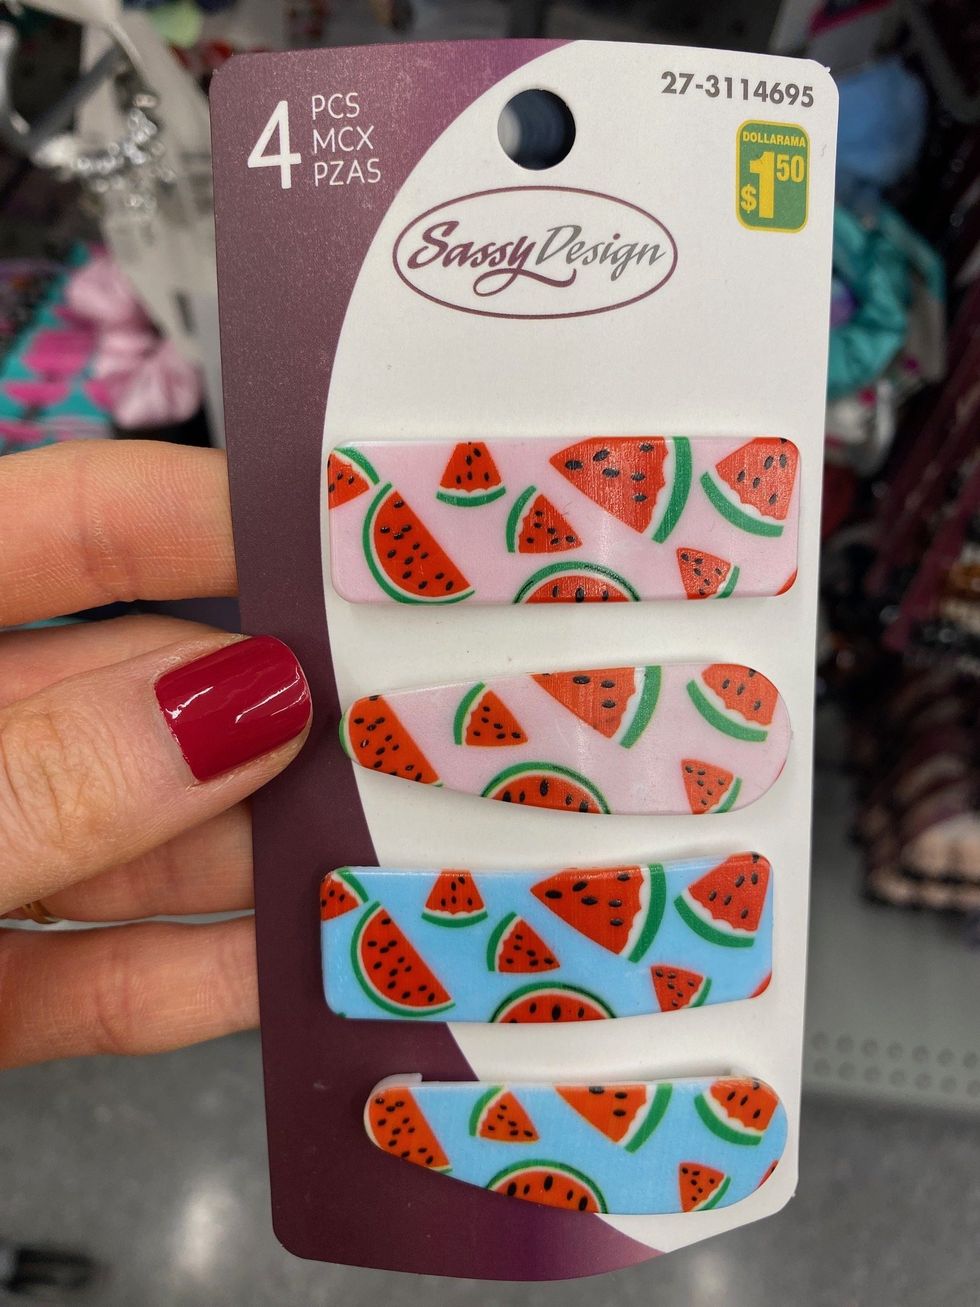 4 PCS
MCX
PZAS
27-3114695
DOLLARAMA
$1.50
Sassy Design